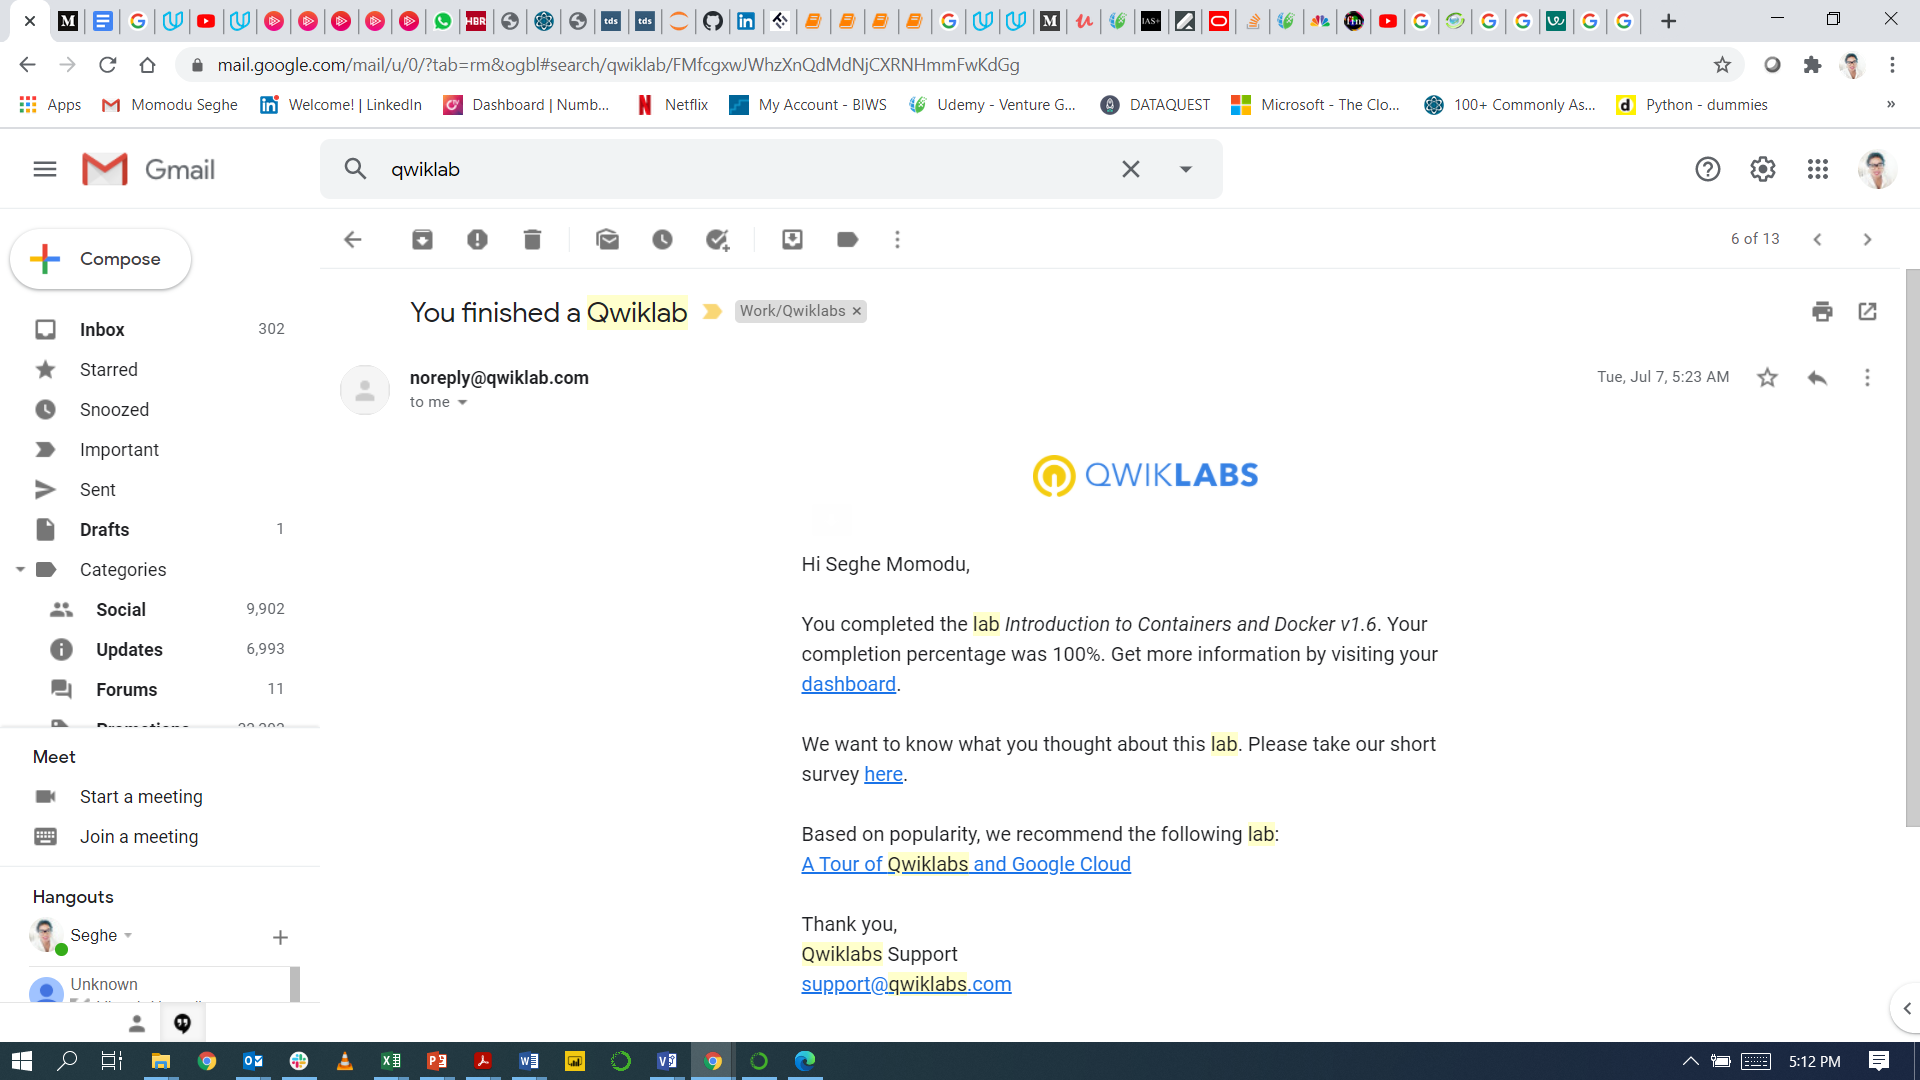 mail.google.com/mail/u/0/?tab=rm&ogbl#search/qwiklab/FMfcgxwJWhzXnQdMdNjCXRNHmmFwKdGg
Apps Momodu Seghe Welcome! | LinkedIn Dashboard | Numb... Netflix My Account - BIWS Udemy - Venture G... DATAQUEST Microsoft - The Clo... 100+ Commonly As... Python - dummies »
Gmail
qwiklab
Compose
6 of 13
You finished a Qwiklab
Work/Qwiklabs ×
Inbox 302
Starred
Snoozed
Important
Sent
Drafts 1
Categories
Social 9,902
Updates 6,993
Forums 11
Meet
Start a meeting
Join a meeting
Hangouts
Seghe
Unknown
noreply@qwiklab.com
to me
Tue, Jul 7, 5:23 AM
QWIKLABS
Hi Seghe Momodu,
You completed the lab Introduction to Containers and Docker v1.6. Your
completion percentage was 100%. Get more information by visiting your
dashboard.
We want to know what you thought about this lab. Please take our short
survey here.
Based on popularity, we recommend the following lab:
A Tour of Qwiklabs and Google Cloud
Thank you,
Qwiklabs Support
support@qwiklabs.com
5:12 PM